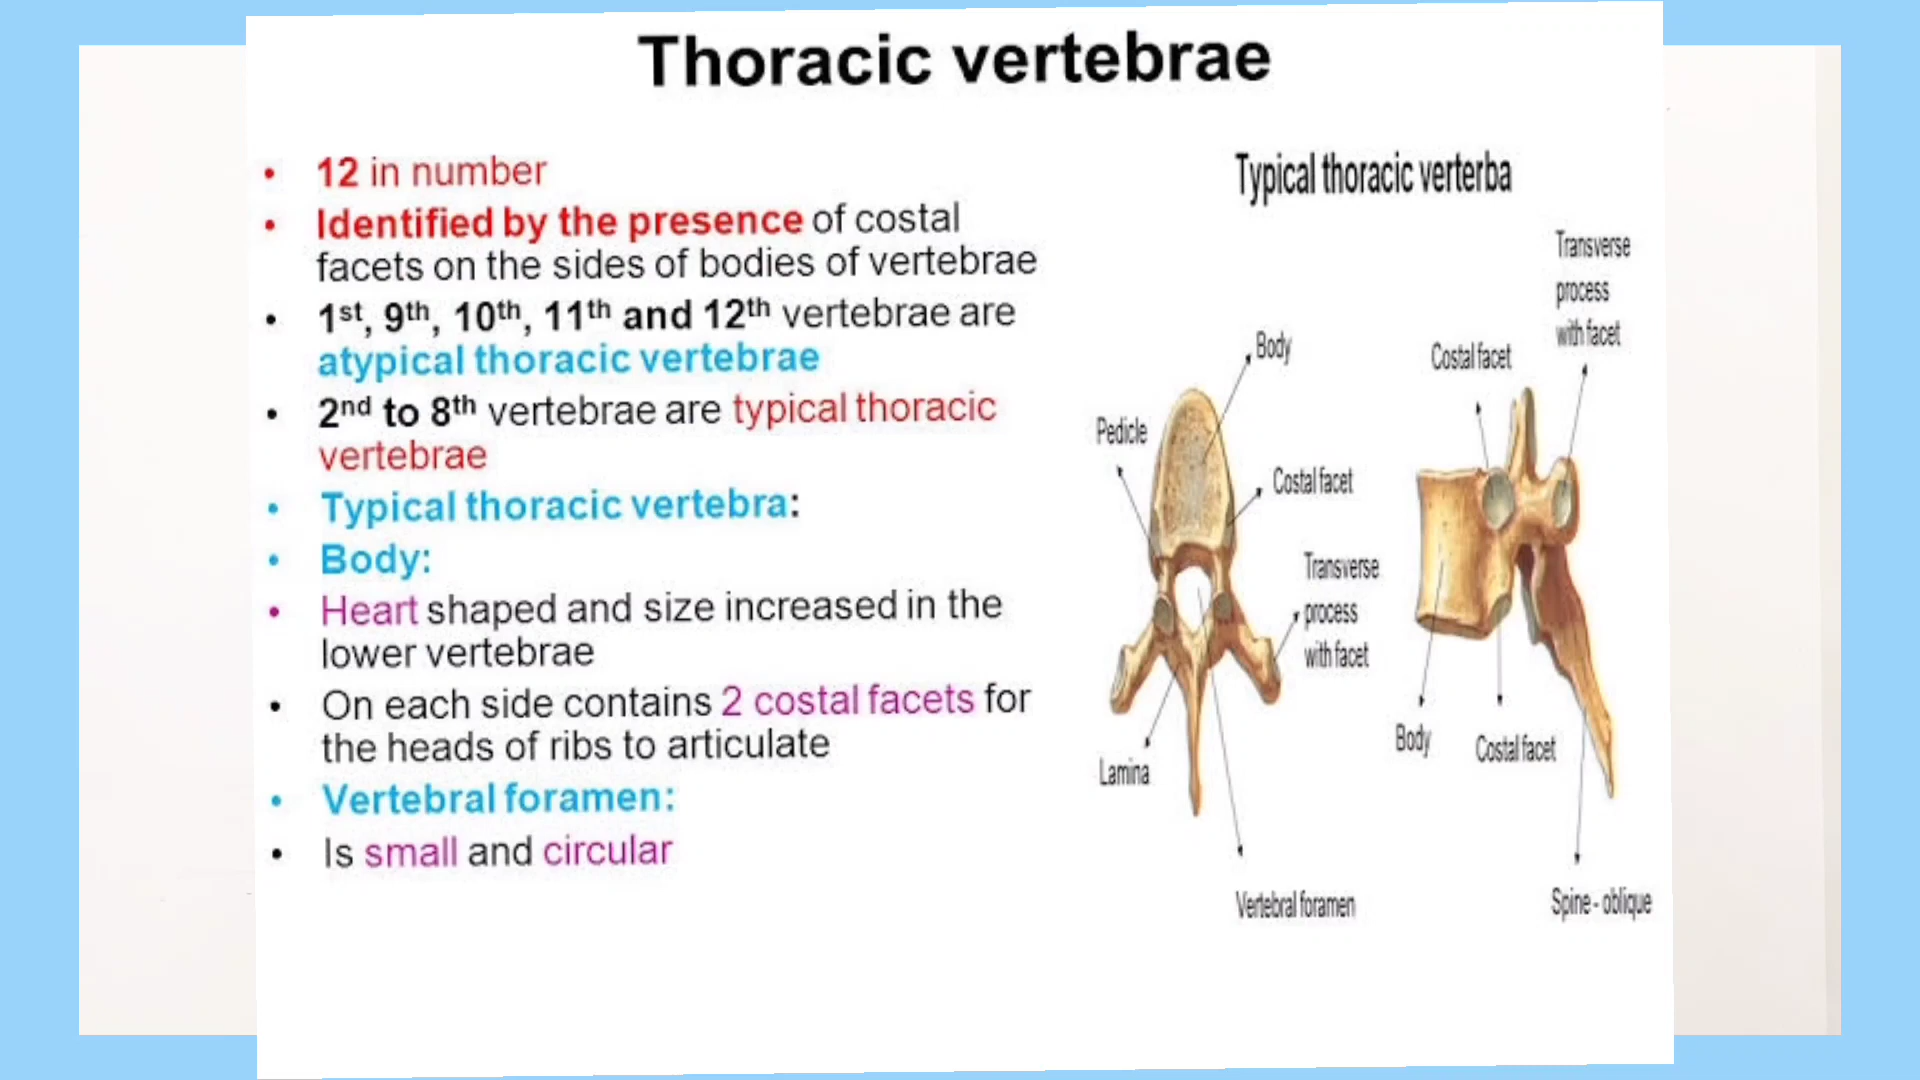 Thoracic vertebrae
• 12 in number
• Identified by the presence of costal
facets on the sides of bodies of vertebrae
• 1st, 9th, 10th, 11th and 12th vertebrae are
atypical thoracic vertebrae
• 2nd to 8th vertebrae are typical thoracic
vertebrae
• Typical thoracic vertebra:
• Body:
• Heart shaped and size increased in the
lower vertebrae
• On each side contains 2 costal facets for
the heads of ribs to articulate
• Vertebral foramen:
• Is small and circular
Typical thoracic verterba
Transverse
process
with facet
Body
Costal facet
Pedicle
Costal facet
Transverse
process
with facet
Body
Costal facet
Lamina
Vertebral foramen
Spine - oblique